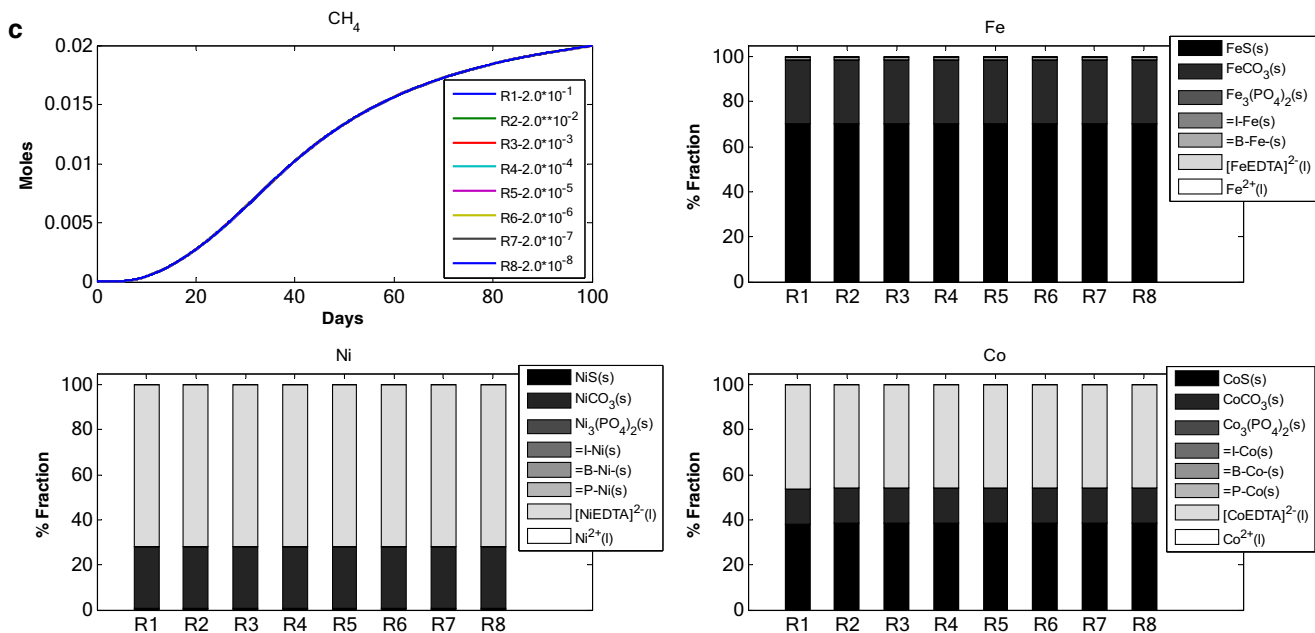 c
CH4
Moles
0.02
0.015
0.01
0.005
0
0 20 40 60 80 100
Days
R1-2.0*10-1
R2-2.0**10-2
R3-2.0*10-3
R4-2.0*10-4
R5-2.0*10-5
R6-2.0*10-6
R7-2.0*10-7
R8-2.0*10-8
Fe
% Fraction
100
80
60
40
20
0
R1 R2 R3 R4 R5 R6 R7 R8
FeS(s)
FeCO3(s)
Fe3(PO4)2(s)
=I-Fe(s)
=B-Fe-(s)
[FeEDTA]2-(l)
Fe2+(l)
Ni
% Fraction
100
80
60
40
20
0
R1 R2 R3 R4 R5 R6 R7 R8
NiS(s)
NiCO3(s)
Ni3(PO4)2(s)
=I-Ni(s)
=B-Ni-(s)
=P-Ni(s)
[NiEDTA]2-(l)
Ni2+(l)
Co
% Fraction
100
80
60
40
20
0
R1 R2 R3 R4 R5 R6 R7 R8
CoS(s)
CoCO3(s)
Co3(PO4)2(s)
=I-Co(s)
=B-Co-(s)
=P-Co(s)
[CoEDTA]2-(l)
Co2+(l)